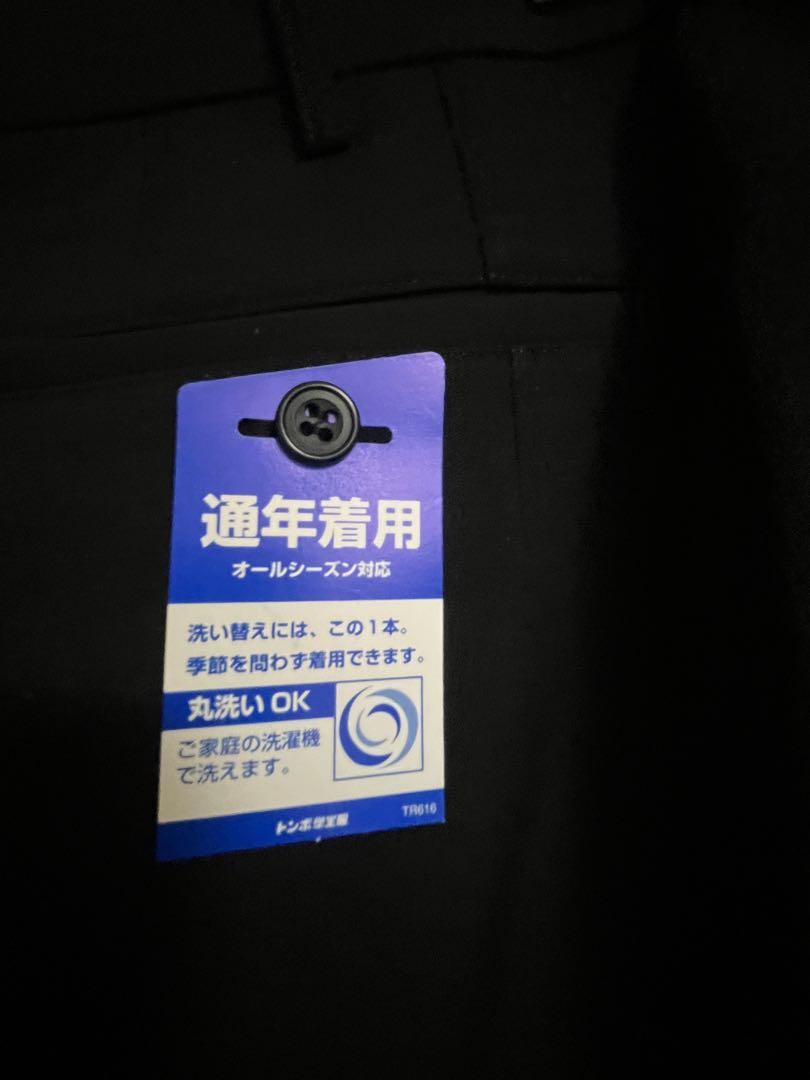 通年着用
オールシーズン対応
洗い替えには、この1本。
季節を問わず着用できます。
丸洗い OK
ご家庭の洗濯機
で洗えます。
トンボ学生服
TR616